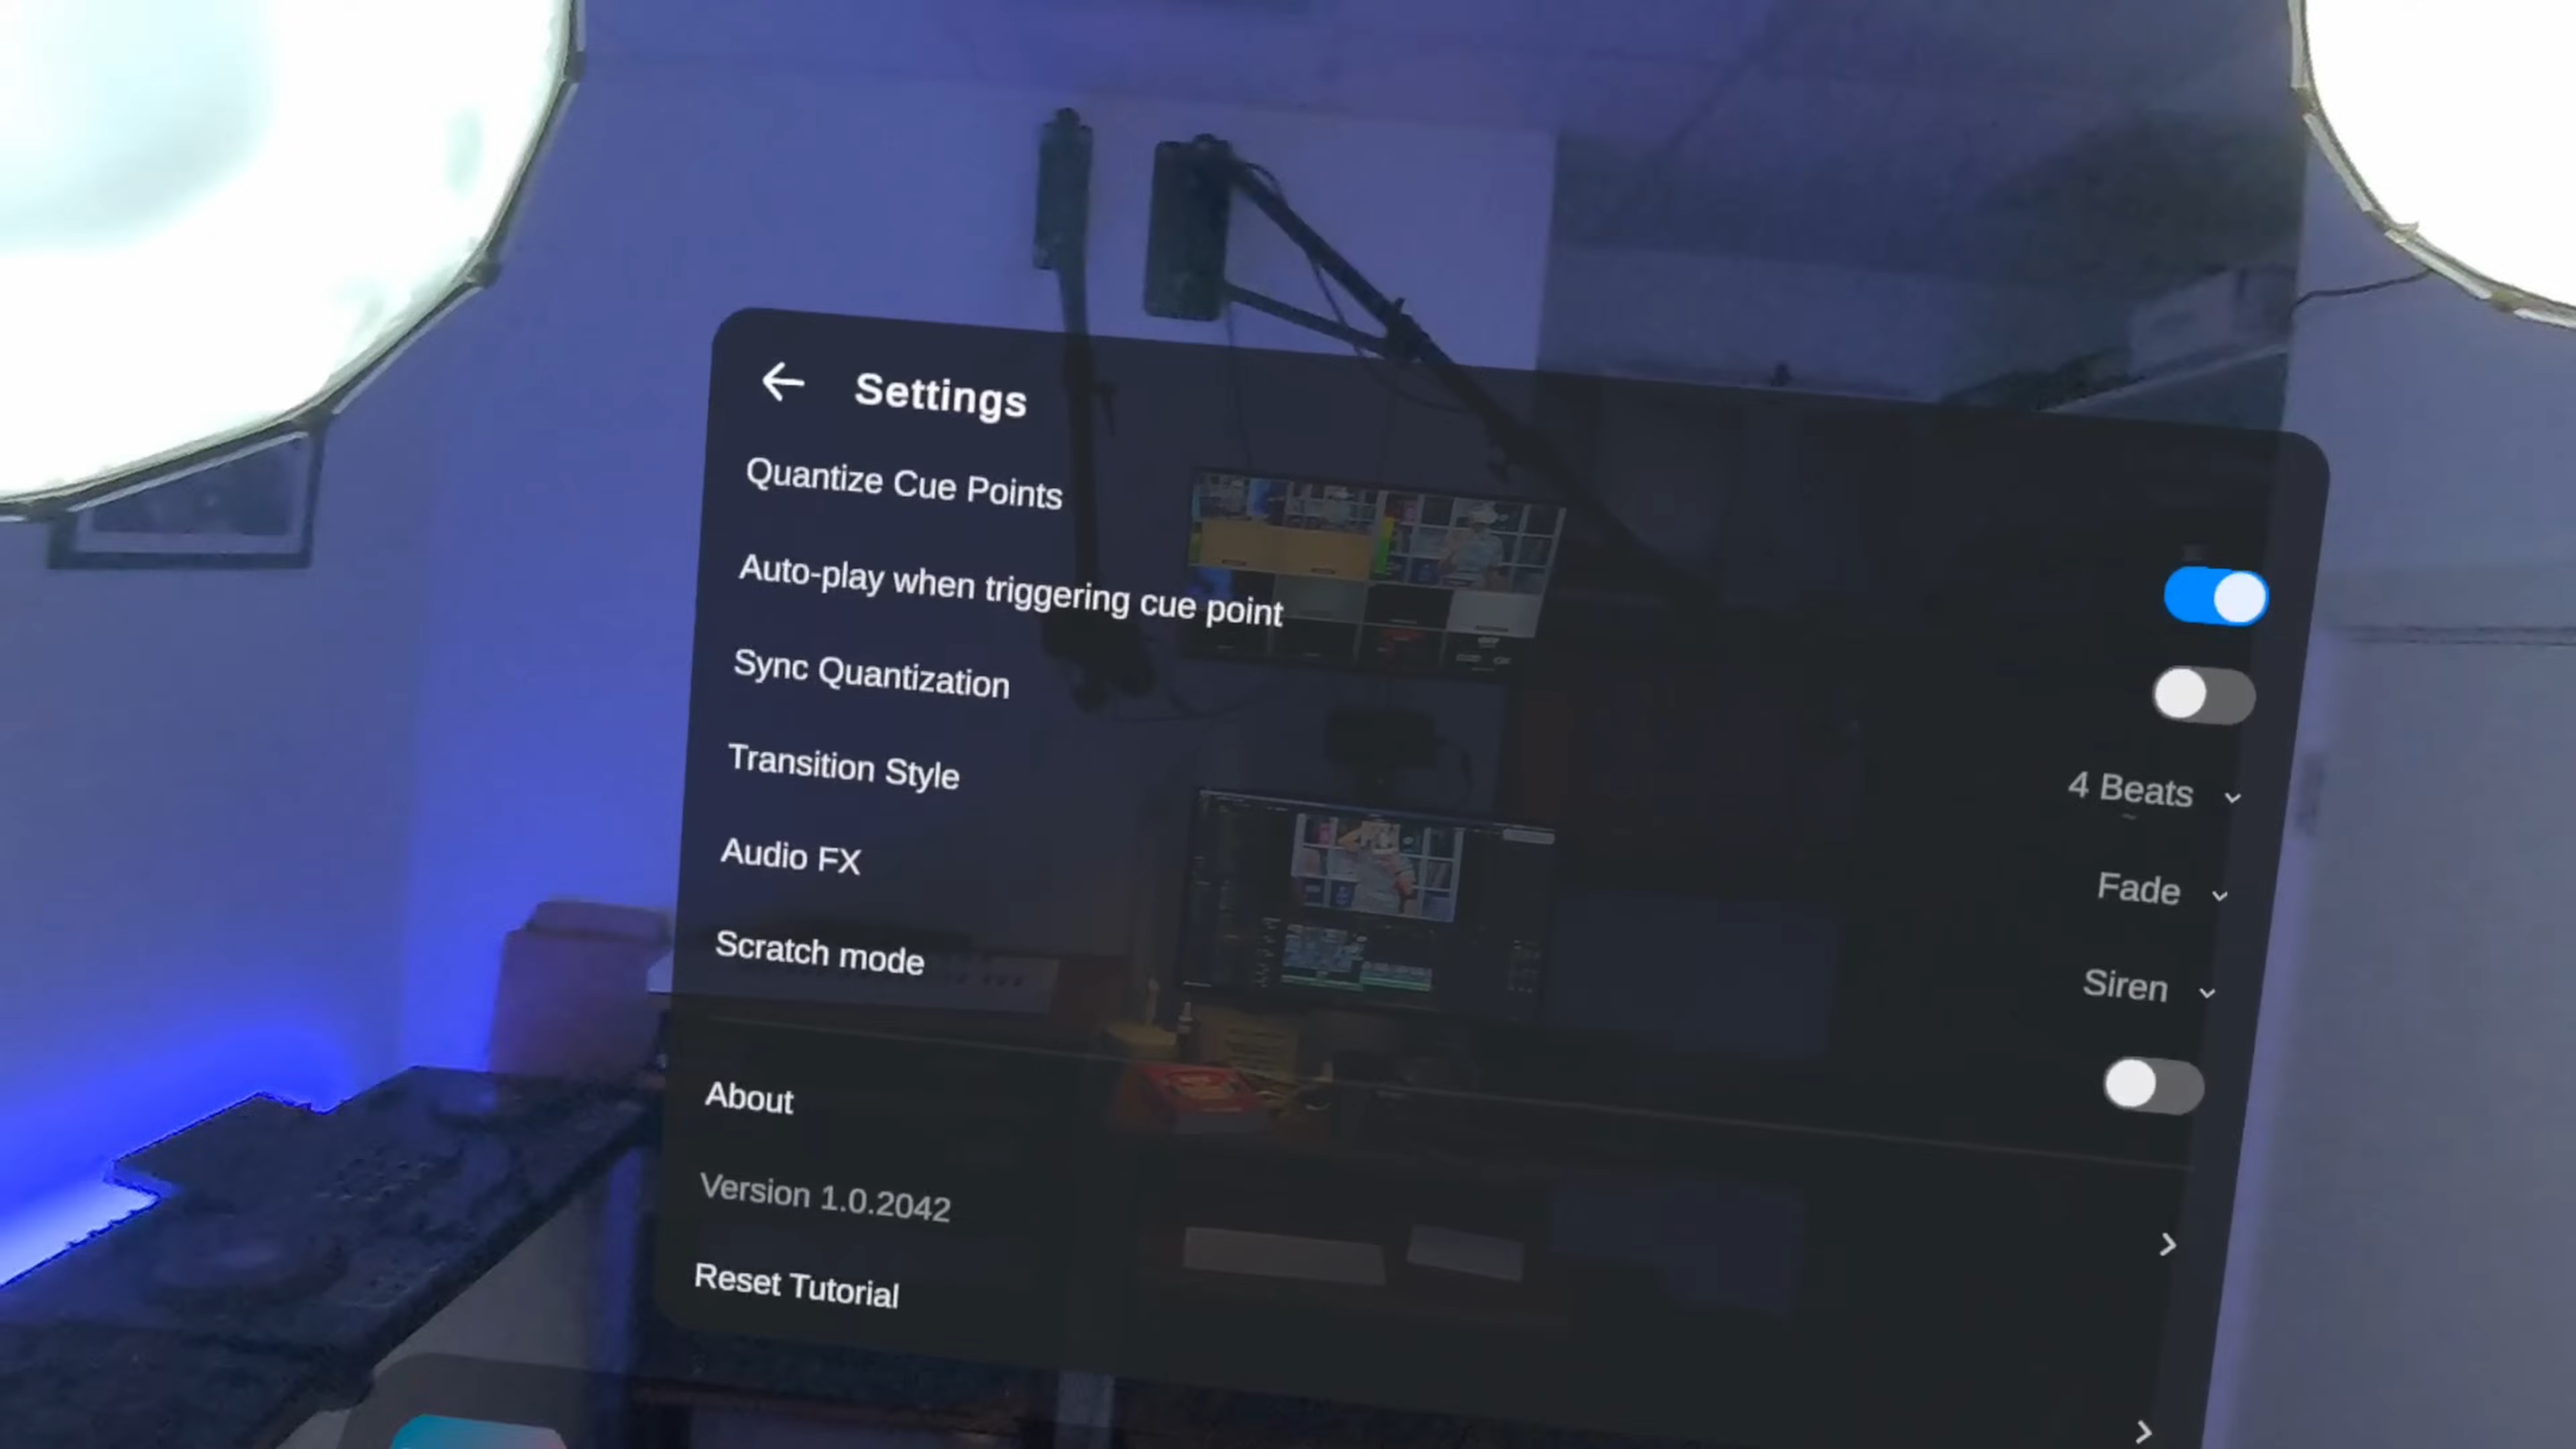 Settings
Quantize Cue Points
Auto-play when triggering cue point
Sync Quantization
4 Beats
Transition Style
Fade
Audio FX
Siren
Scratch mode
About
Version 1.0.2042
Reset Tutorial